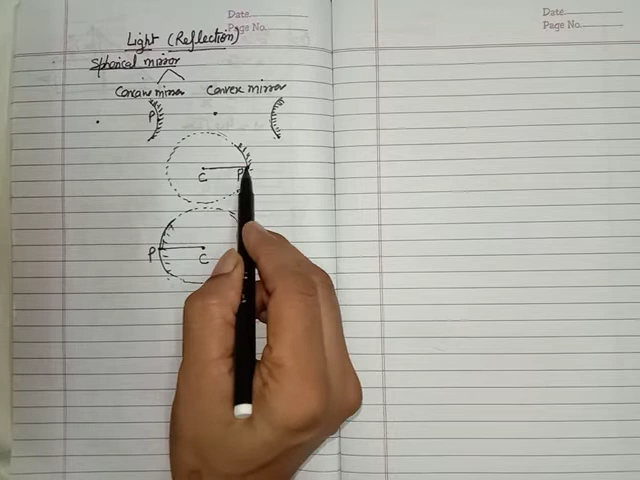 Date
Page No.
Date
Page No.
Light (Reflection)
Spherical mirror
Concave mirror Convex mirror
P
C P
P C